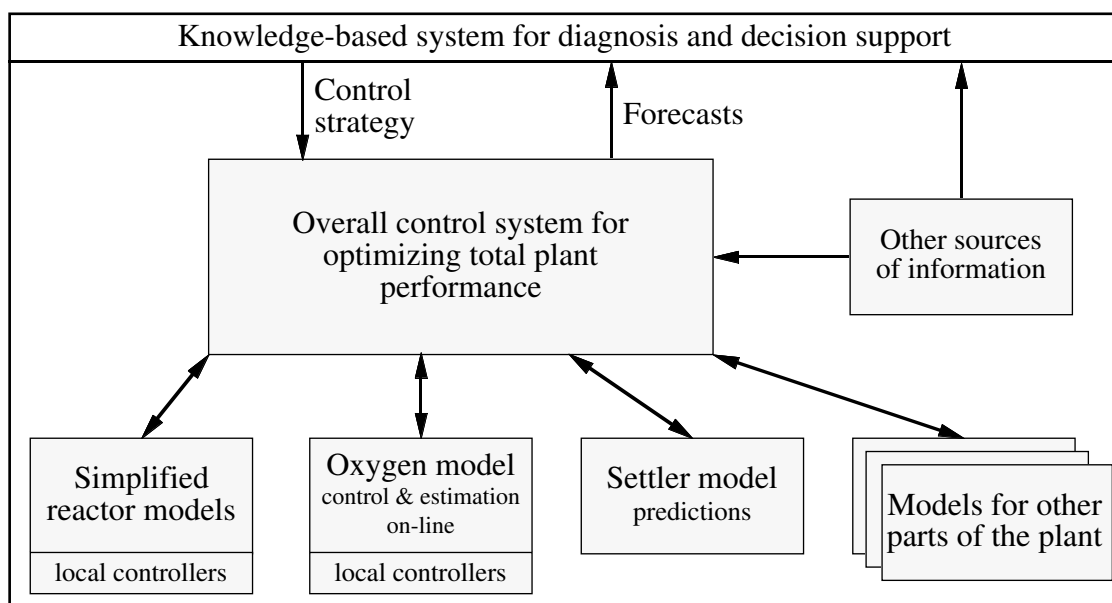 Knowledge-based system for diagnosis and decision support
Control
strategy
Forecasts
Overall control system for
optimizing total plant
performance
Other sources
of information
Simplified
reactor models
local controllers
Oxygen model
control & estimation
on-line
local controllers
Settler model
predictions
Models for other
parts of the plant